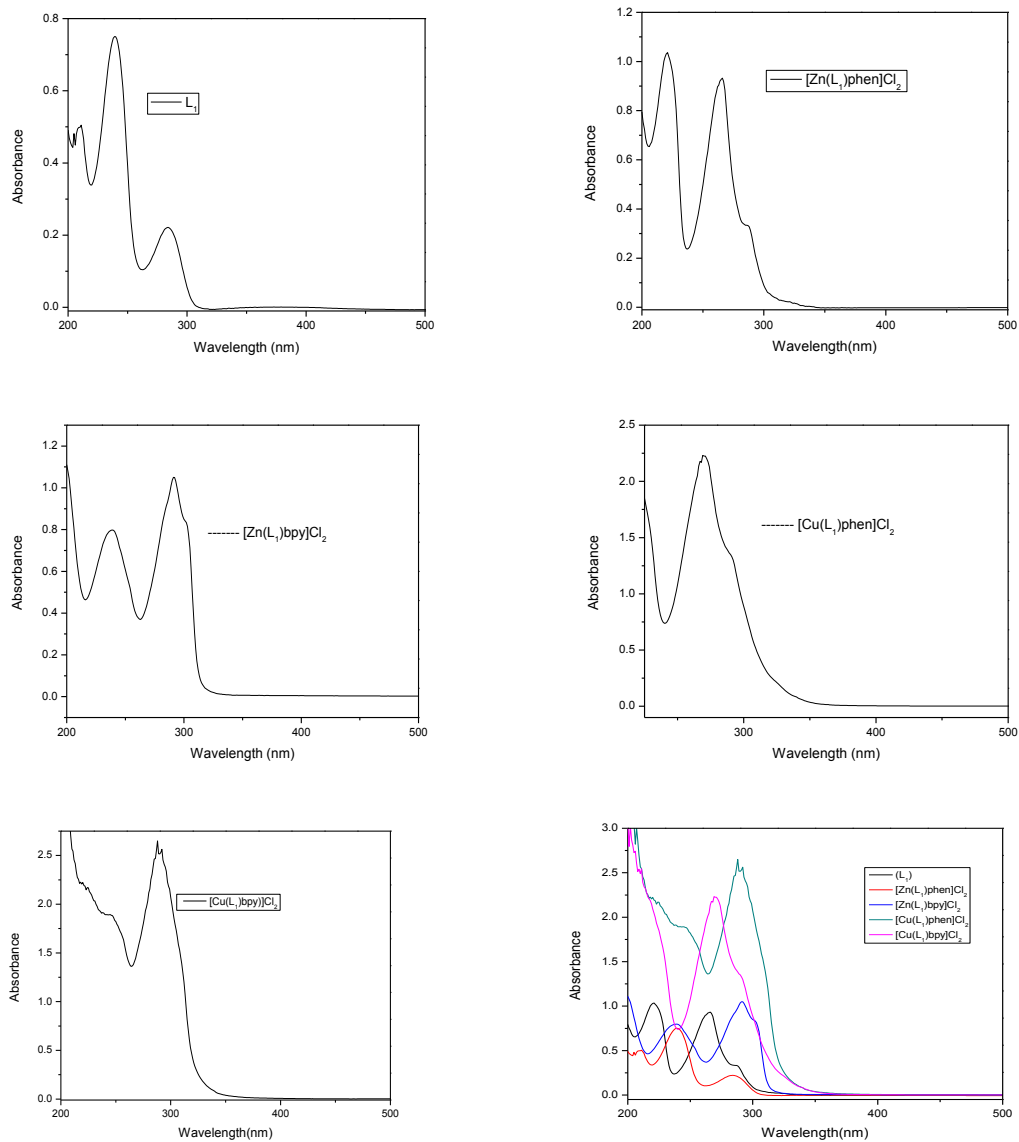 0.8
0.6
0.4
0.2
0.0
Absorbance
L₁
200 300 400 500
Wavelength (nm)
1.2
1.0
0.8
0.6
0.4
0.2
0.0
Absorbance
[Zn(L₁)phen]Cl₂
200 300 400 500
Wavelength(nm)
1.2
1.0
0.8
0.6
0.4
0.2
0.0
Absorbance
[Zn(L₁)bpy]Cl₂
200 300 400 500
Wavelength (nm)
2.5
2.0
1.5
1.0
0.5
0.0
Absorbance
[Cu(L₁)phen]Cl₂
300 400 500
Wavelength (nm)
2.5
2.0
1.5
1.0
0.5
0.0
Absorbance
[Cu(L₁)bpy)]Cl₂
200 300 400 500
Wavelength (nm)
3.0
2.5
2.0
1.5
1.0
0.5
0.0
Absorbance
(L₁)
[Zn(L₁)phen]Cl₂
[Zn(L₁)bpy]Cl₂
[Cu(L₁)phen]Cl₂
[Cu(L₁)bpy]Cl₂
200 300 400 500
Wavelength(nm)